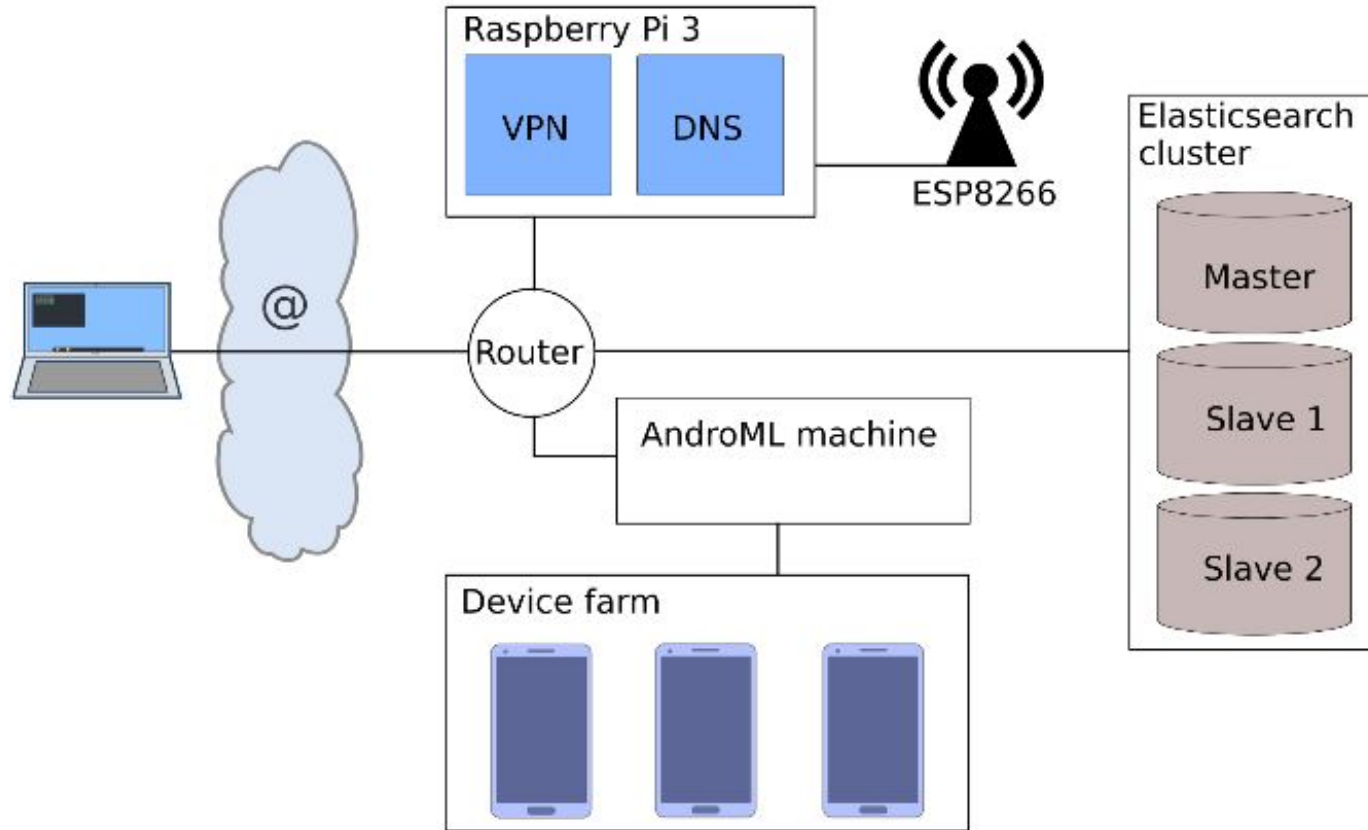 Raspberry Pi 3
VPN
DNS
ESP8266
Elasticsearch
cluster
Master
Slave 1
Slave 2
@
Router
AndroML machine
Device farm